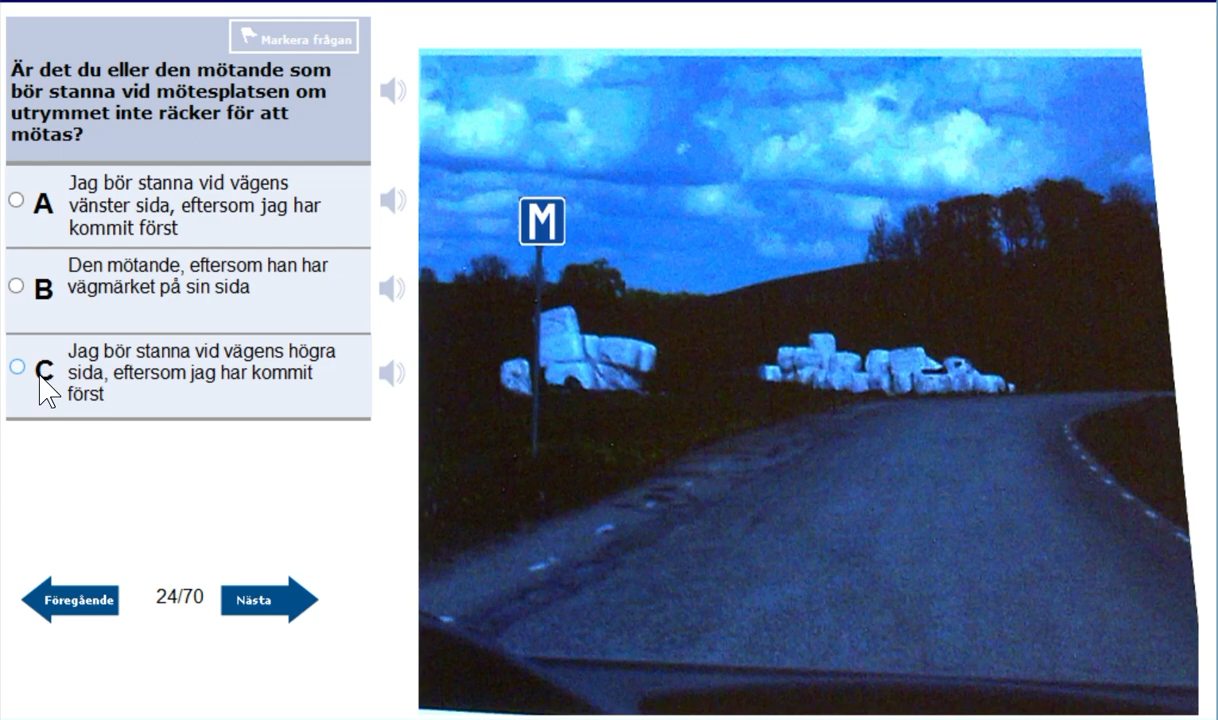 Markera frågan
Är det du eller den mötande som
bör stanna vid mötesplatsen om
utrymmet inte räcker för att
mötas?
A
Jag bör stanna vid vägens
vänster sida, eftersom jag har
kommit först
B
Den mötande, eftersom han har
vägmärket på sin sida
C
Jag bör stanna vid vägens högra
sida, eftersom jag har kommit
först
Föregående
24/70
Nästa
M